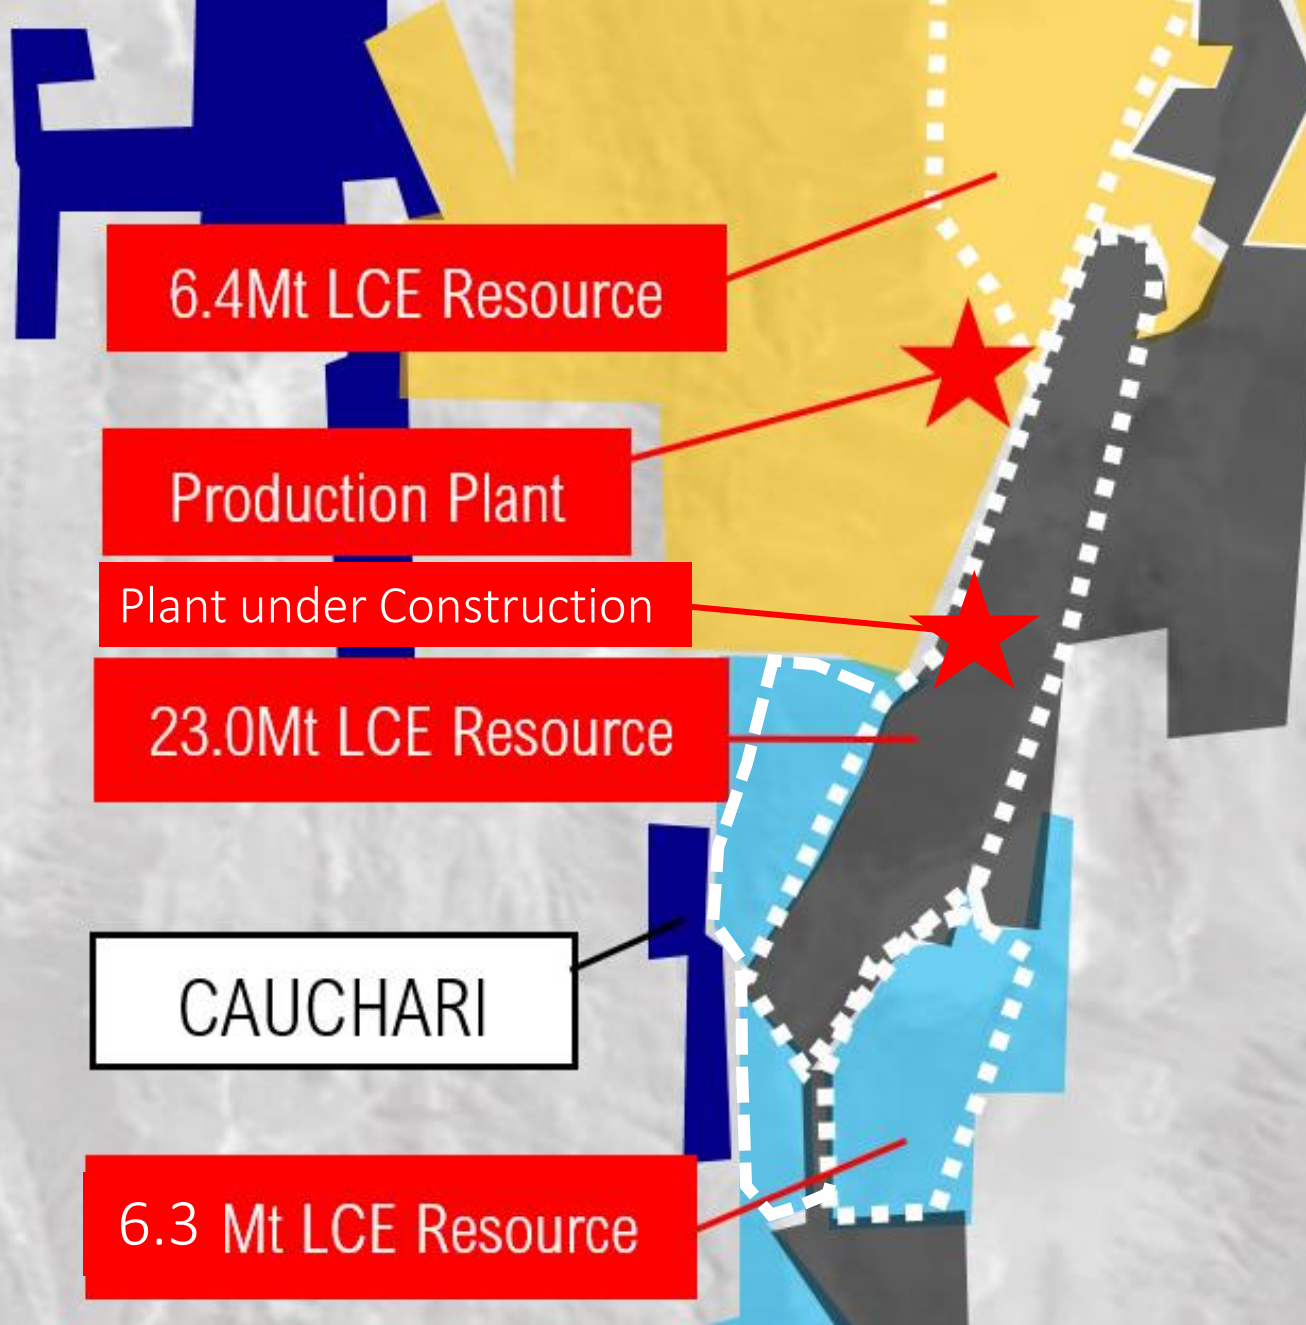 6.4Mt LCE Resource
Production Plant
Plant under Construction
23.0Mt LCE Resource
CAUCHARI
6.3 Mt LCE Resource